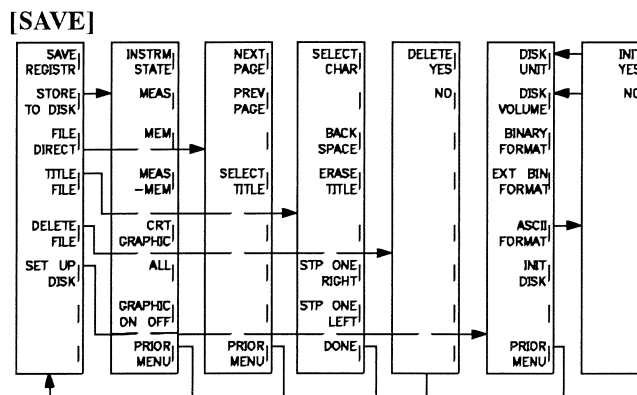 [SAVE]
SAVE
REGISTR
STORE
TO DISK
FILE
DIRECT
TITLE
FILE
DELETE
FILE
SET UP
DISK
INSTRM
STATE
MEAS
MEM
MEAS
-MEM
CRT
GRAPHIC
ALL
GRAPHIC
ON OFF
PRIOR
MENU
NEXT
PAGE
PREV
PAGE
SELECT
TITLE
PRIOR
MENU
SELECT
CHAR
BACK
SPACE
ERASE
TITLE
STP ONE
RIGHT
STP ONE
LEFT
DONE
DELETE
YES
NO
DISK
UNIT
DISK
VOLUME
BINARY
FORMAT
EXT BIN
FORMAT
ASCII
FORMAT
INIT
DISK
PRIOR
MENU
INIT
YES
NO